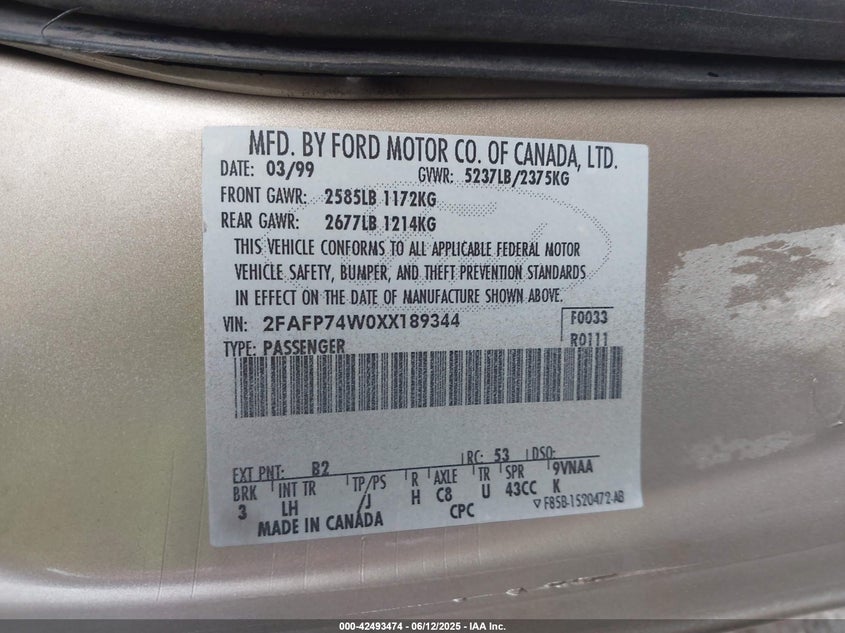 MFD. BY FORD MOTOR CO. OF CANADA, LTD.
DATE: 03/99 GVWR: 5237LB/2375KG
FRONT GAWR: 2585LB 1172KG
REAR GAWR: 2677LB 1214KG
THIS VEHICLE CONFORMS TO ALL APPLICABLE FEDERAL MOTOR
VEHICLE SAFETY, BUMPER, AND THEFT PREVENTION STANDARDS
IN EFFECT ON THE DATE OF MANUFACTURE SHOWN ABOVE.
VIN: 2FAFP74W0XX189344 F0033
TYPE: PASSENGER R0111
EXT PNT: B2 RC: 53 DSO:
BRK INT TR TP/PS R AXLE TR SPR 9VNAA
3 LH /J H C8 U 43CC K
MADE IN CANADA CPC F85B-1520472-AB
000-42493474 - 06/12/2025 - IAA Inc.